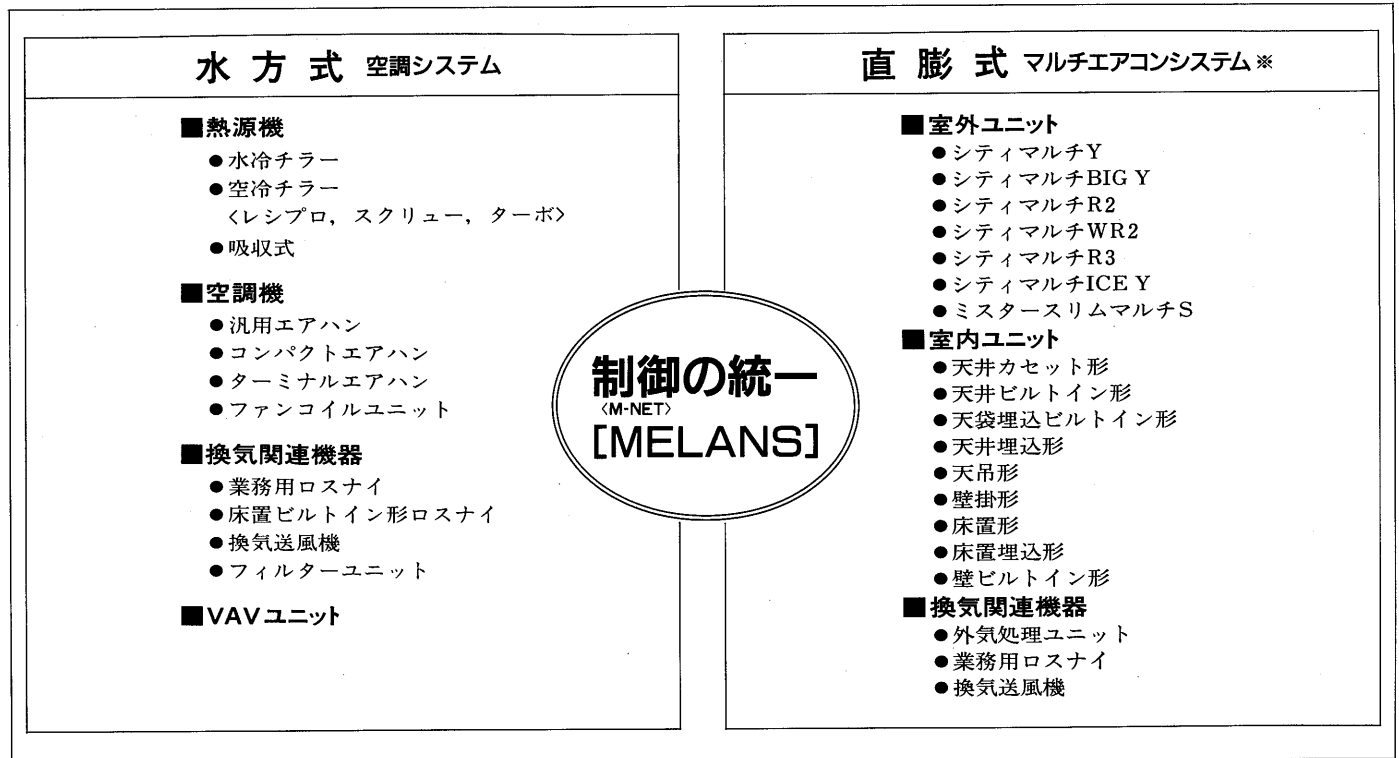 水方式 空調システム
■熱源機
●水冷チラー
●空冷チラー
〈レシプロ，スクリュー，ターボ〉
●吸収式
■空調機
●汎用エアハン
●コンパクトエアハン
●ターミナルエアハン
●ファンコイルユニット
■換気関連機器
●業務用ロスナイ
●床置ビルトイン形ロスナイ
●換気送風機
●フィルターユニット
■VAVユニット
制御の統一
〈M-NET〉
[MELANS]
直膨式 マルチエアコンシステム※
■室外ユニット
●シティマルチY
●シティマルチBIG Y
●シティマルチR2
●シティマルチWR2
●シティマルチR3
●シティマルチICE Y
●ミスタースリムマルチS
■室内ユニット
●天井カセット形
●天井ビルトイン形
●天袋埋込ビルトイン形
●天井埋込形
●天吊形
●壁掛形
●床置形
●床置埋込形
●壁ビルトイン形
■換気関連機器
●外気処理ユニット
●業務用ロスナイ
●換気送風機